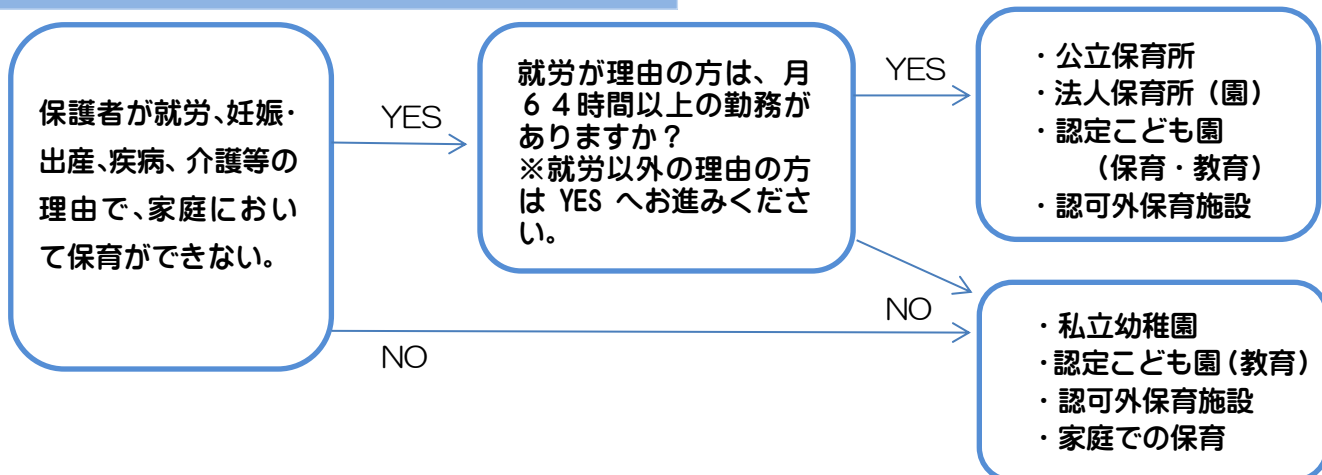 保護者が就労、妊娠・
出産、疾病、介護等の
理由で、家庭におい
て保育ができない。
YES
就労が理由の方は、月
６４時間以上の勤務が
ありますか？
※就労以外の理由の方
は YES へお進みくださ
い。
YES
・公立保育所
・法人保育所（園）
・認定こども園
（保育・教育）
・認可外保育施設
NO
NO
・私立幼稚園
・認定こども園（教育）
・認可外保育施設
・家庭での保育